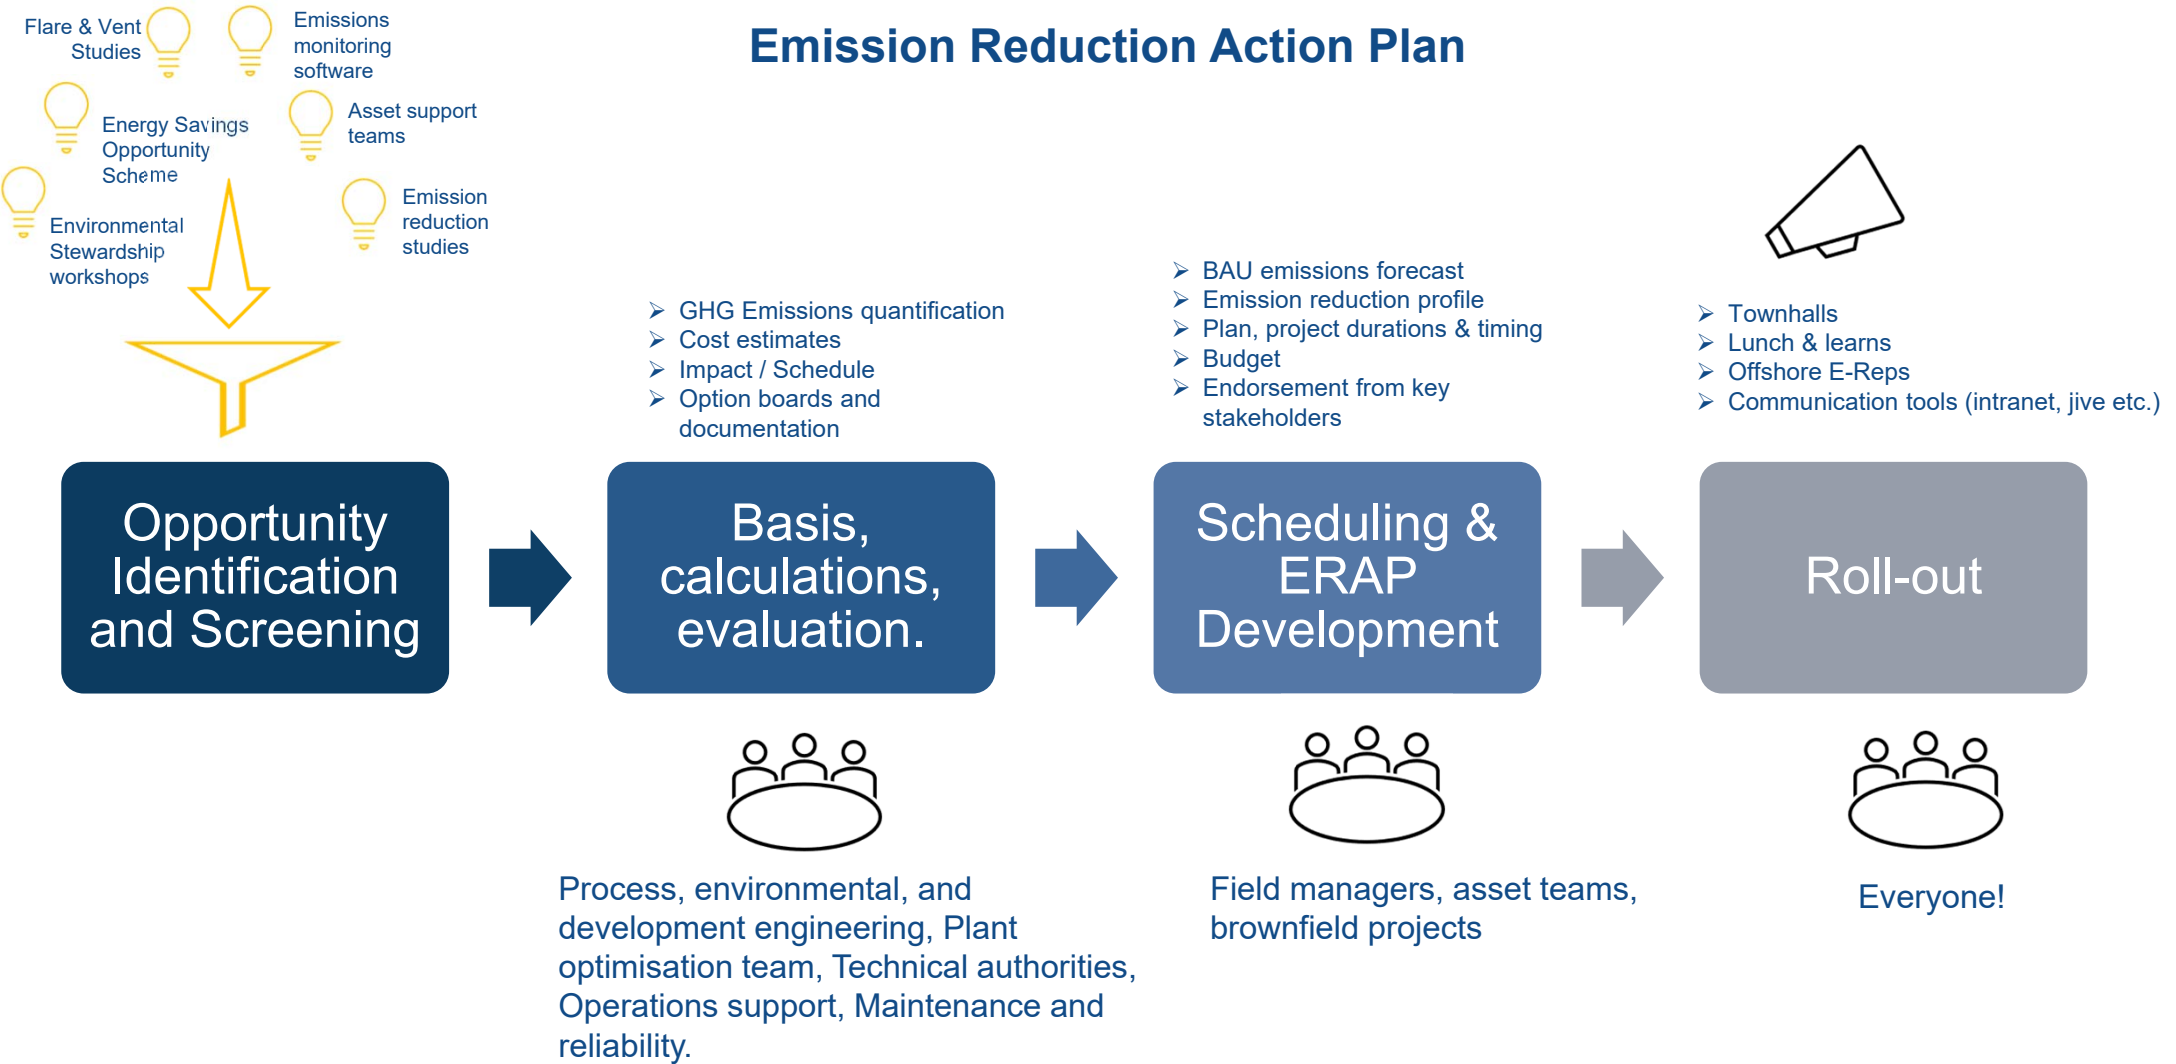 Emission Reduction Action Plan
Flare & Vent
Studies
Emissions
monitoring
software
Energy Savings
Opportunity
Scheme
Asset support
teams
Environmental
Stewardship
workshops
Emission
reduction
studies
➢ GHG Emissions quantification
➢ Cost estimates
➢ Impact / Schedule
➢ Option boards and
documentation
➢ BAU emissions forecast
➢ Emission reduction profile
➢ Plan, project durations & timing
➢ Budget
➢ Endorsement from key
stakeholders
➢ Townhalls
➢ Lunch & learns
➢ Offshore E-Reps
➢ Communication tools (intranet, jive etc.)
Opportunity
Identification
and Screening
Basis,
calculations,
evaluation.
Scheduling &
ERAP
Development
Roll-out
Process, environmental, and
development engineering, Plant
optimisation team, Technical authorities,
Operations support, Maintenance and
reliability.
Field managers, asset teams,
brownfield projects
Everyone!